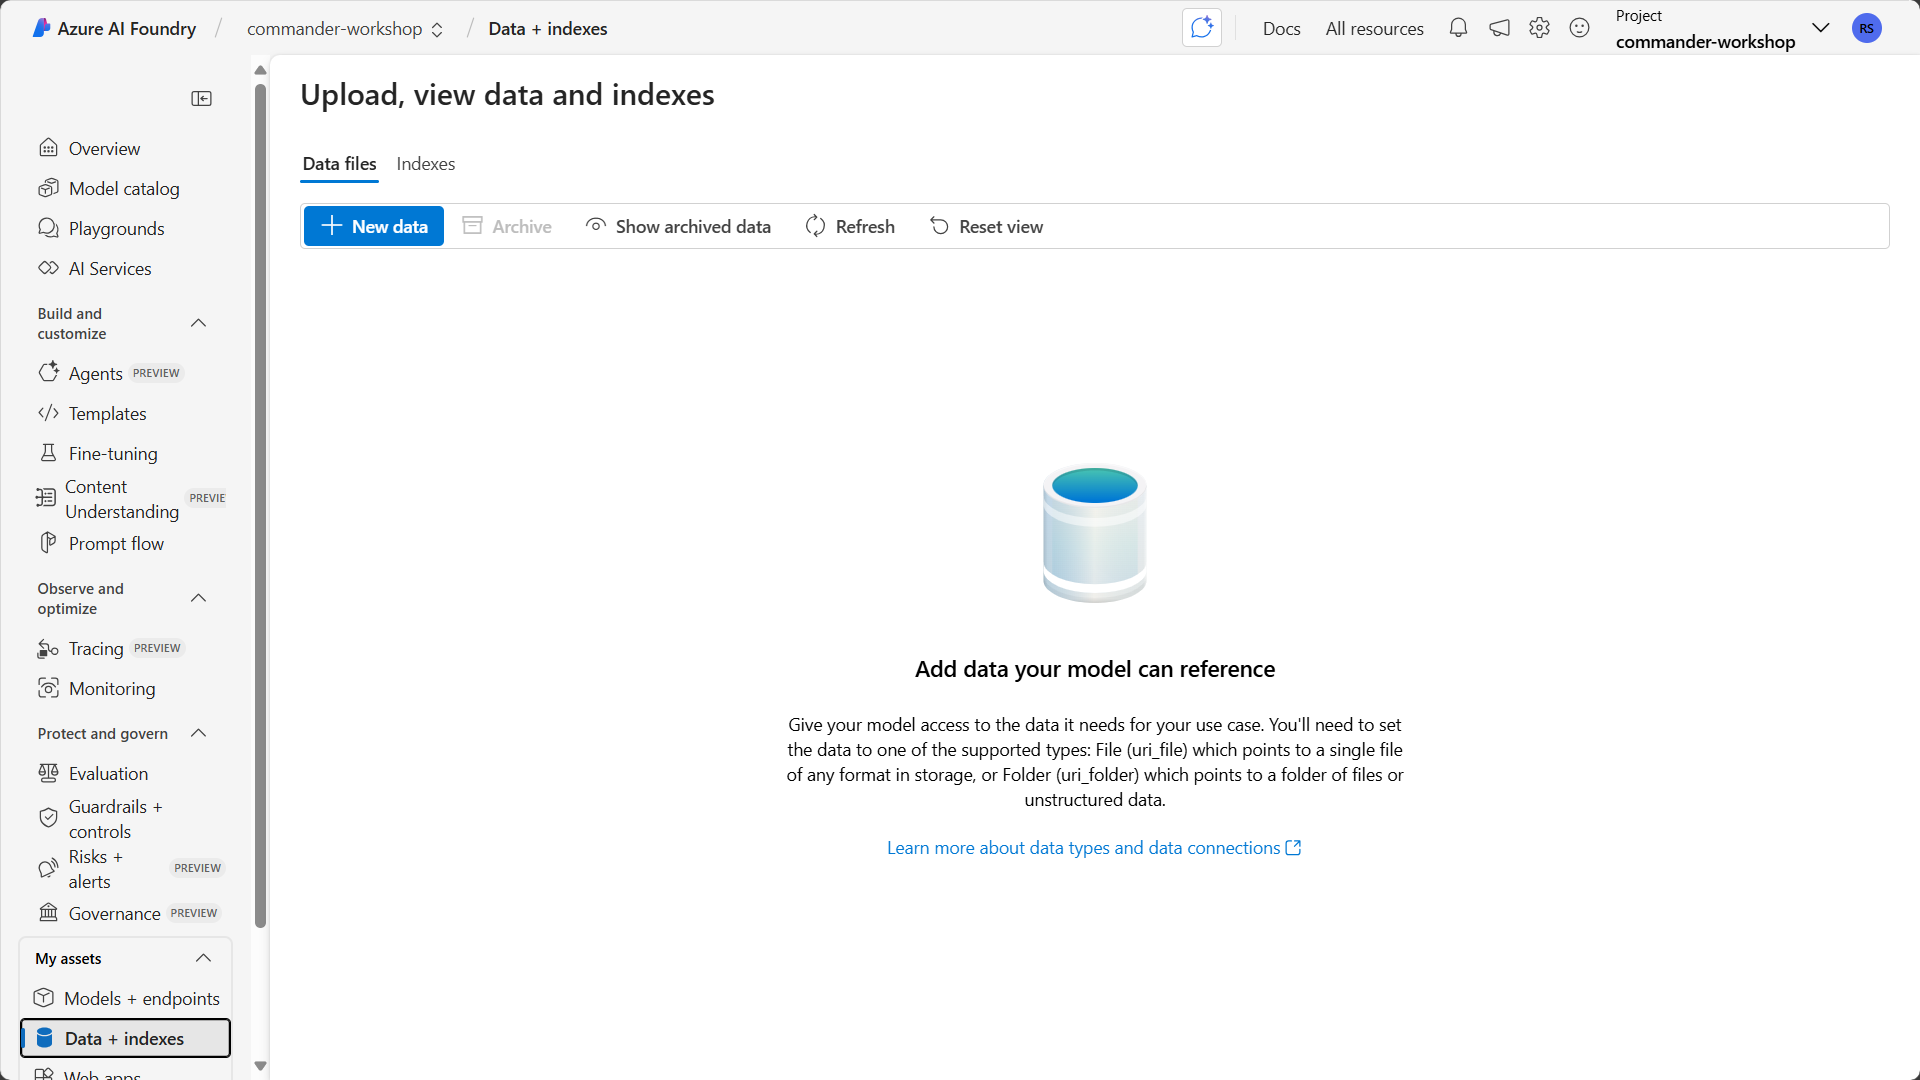 Azure AI Foundry / commander-workshop / Data + indexes
Docs All resources
Project
commander-workshop
RS
Overview
Model catalog
Playgrounds
AI Services
Build and
customize
Agents PREVIEW
Templates
Fine-tuning
Content
Understanding PREVIE
Prompt flow
Observe and
optimize
Tracing PREVIEW
Monitoring
Protect and govern
Evaluation
Guardrails +
controls
Risks +
alerts PREVIEW
Governance PREVIEW
My assets
Models + endpoints
Data + indexes
Web apps
Upload, view data and indexes
Data files Indexes
New data Archive Show archived data Refresh Reset view
Add data your model can reference
Give your model access to the data it needs for your use case. You'll need to set
the data to one of the supported types: File (uri_file) which points to a single file
of any format in storage, or Folder (uri_folder) which points to a folder of files or
unstructured data.
Learn more about data types and data connections